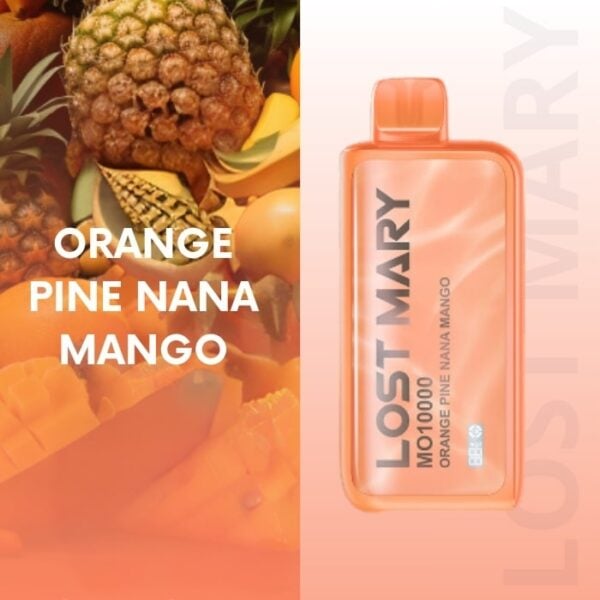 ORANGE
PINE NANA
MANGO
LOST MARY
MO10000
ORANGE PINE NANA MANGO
LOST MARY